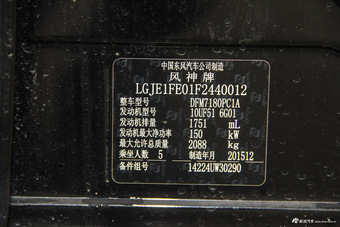 中国东风汽车公司制造
风神牌
LGJE1FE01F2440012
整车型号 DFM7180PC1A
发动机型号 10UF51 6G01
发动机排量 1751 mL
发动机最大净功率 150 kW
最大允许总质量 2088 kg
乘坐人数 5 制造年月 201512
备件组号 14224UW30290